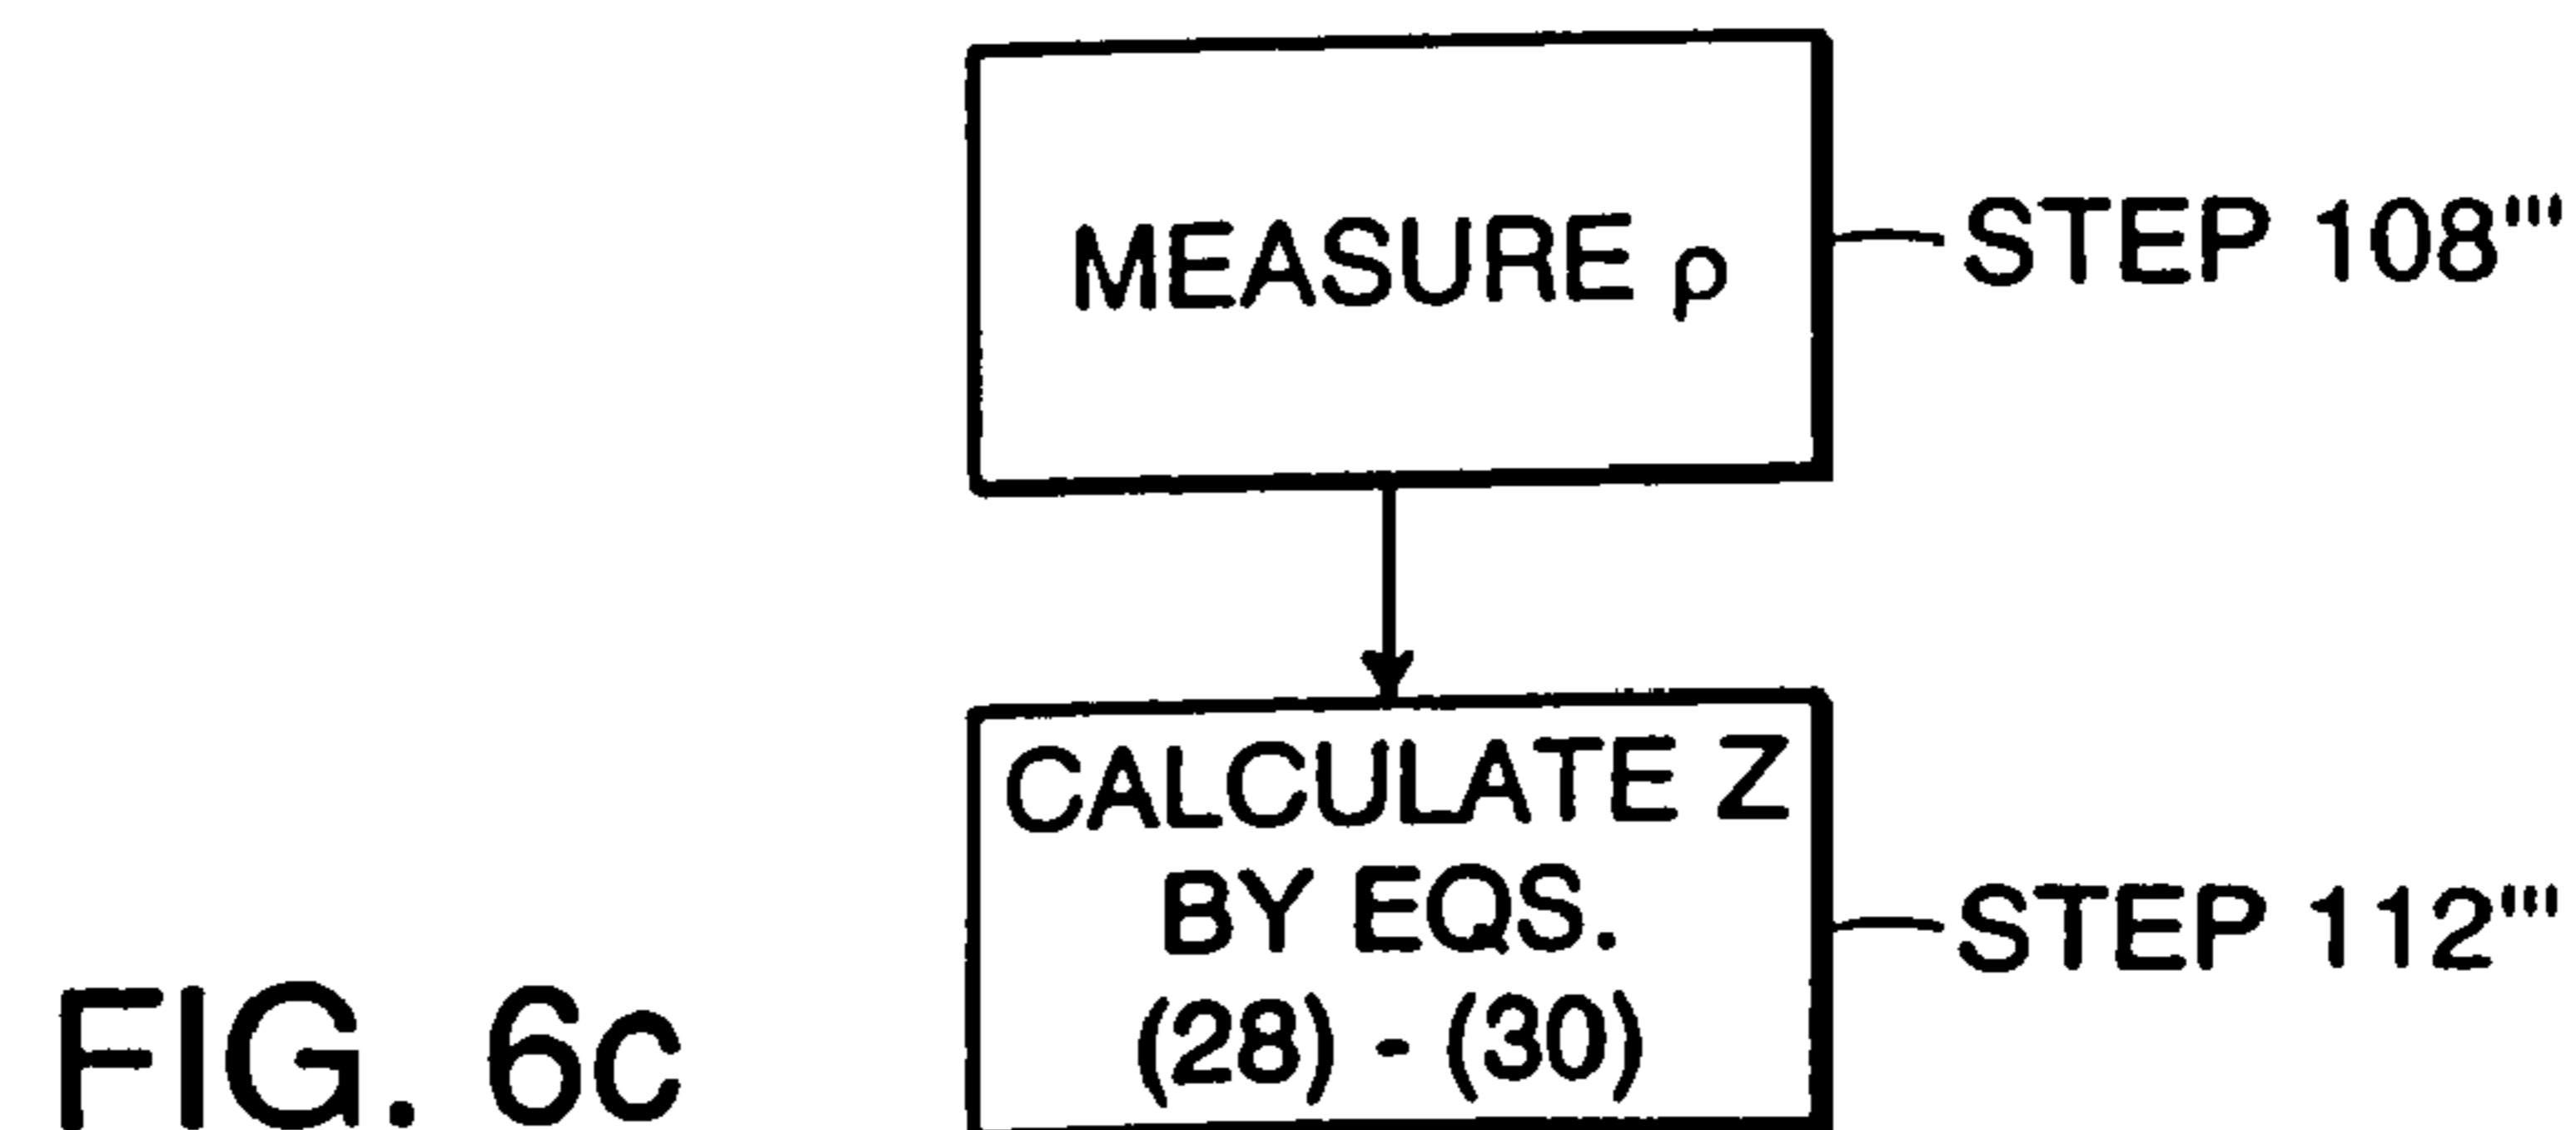 MEASURE ρ
STEP 108'''
CALCULATE Z
BY EQS.
(28) - (30)
STEP 112'''
FIG. 6c